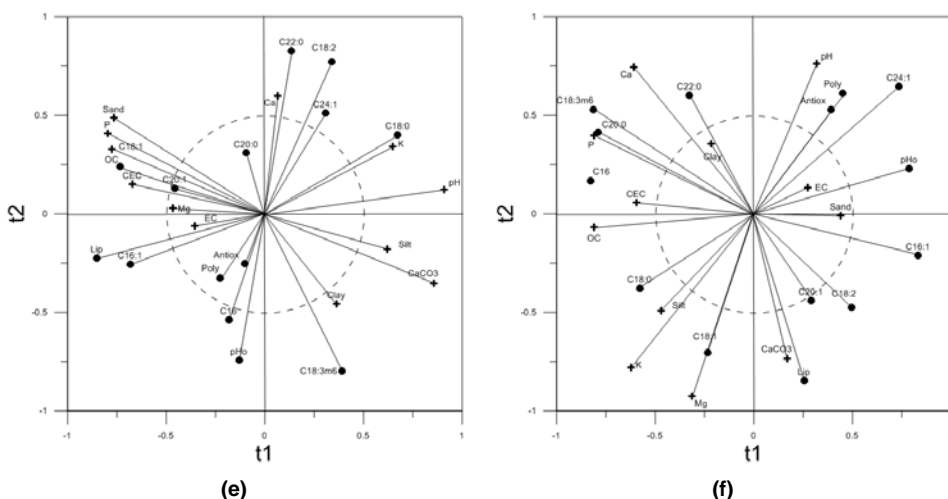 1
C22:0
C18:2
Ca
C24:1
Sand
0.5
P
C18:1
C18:0
K
OC
C20:0
CEC
C20:1
pH
t2
0
Mg
EC
Silt
Lip
C16:1
Antiox
Poly
CaCO3
Clay
-0.5
C16
pHo
C18:3m6
-1
-1
-0.5
0
0.5
1
t1
(e)
1
pH
Ca
C22:0
Poly
C24:1
Antiox
C18:3m6
0.5
C20:0
P
Clay
pHo
C16
EC
CEC
Sand
t2
0
OC
C16:1
C18:0
C20:1
C18:2
Silt
-0.5
C18:1
CaCO3
K
Lip
Mg
-1
-1
-0.5
0
0.5
1
t1
(f)